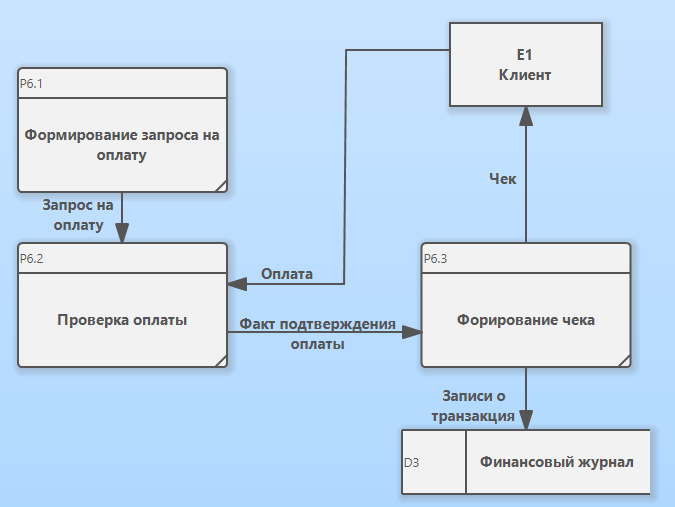 E1
Клиент
P6.1
Формирование запроса на
оплату
Чек
Запрос на
оплату
P6.2
Проверка оплаты
Оплата
Факт подтверждения
оплаты
P6.3
Форирование чека
Записи о
транзакция
D3
Финансовый журнал